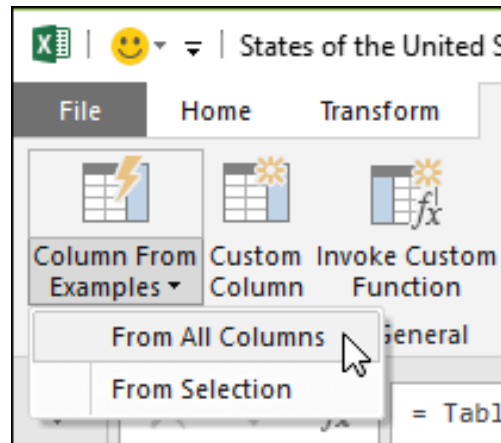 States of the United S
File Home Transform
Column From Examples
Custom Column
Invoke Custom Function
From All Columns
General
From Selection
fx
= Tabl